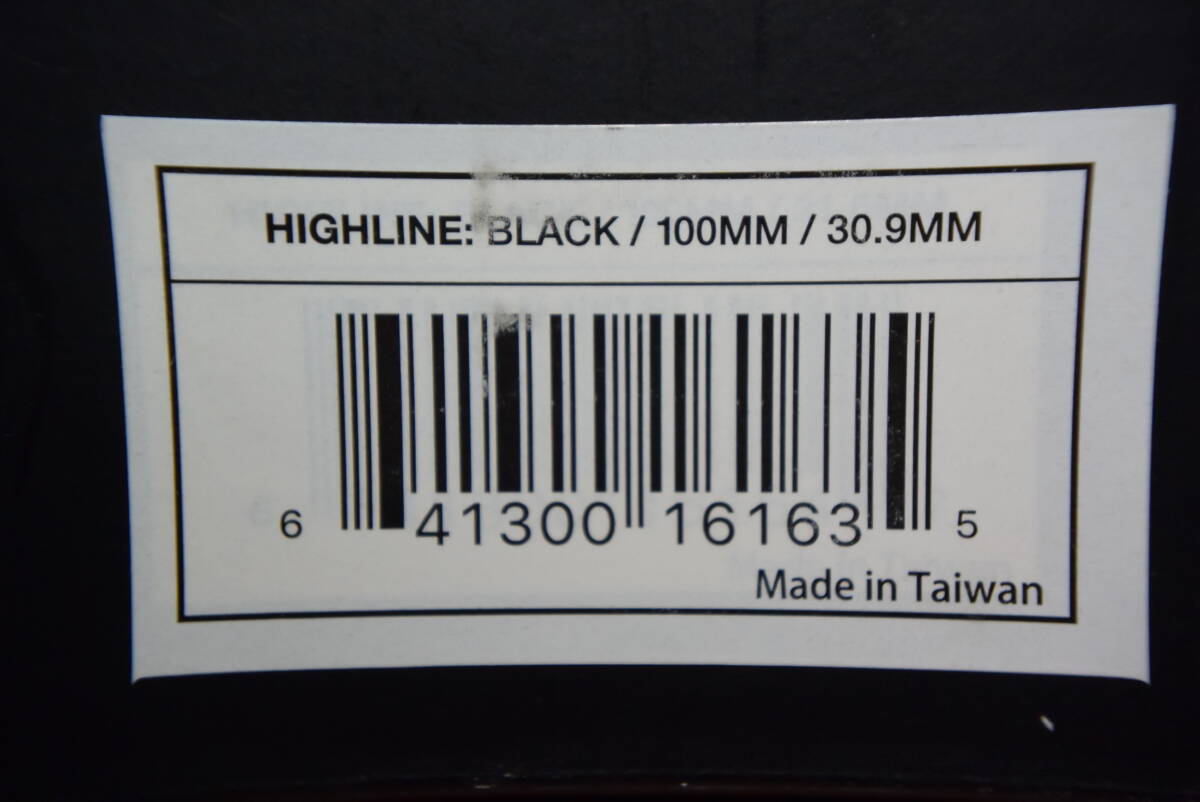 HIGHLINE: BLACK / 100MM / 30.9MM
6 41300 16163 5
Made in Taiwan